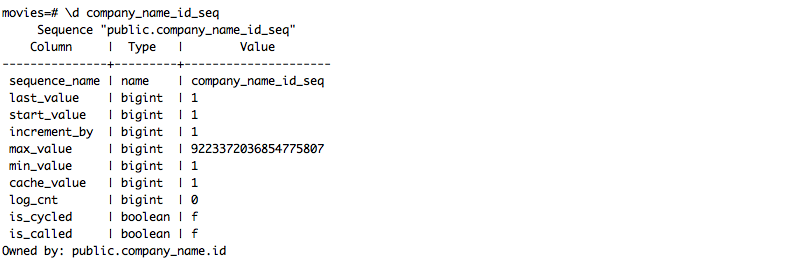 movies=# \d company_name_id_seq
     Sequence "public.company_name_id_seq"
    Column     |  Type   |        Value
---------------+---------+---------------------
 sequence_name | name    | company_name_id_seq
 last_value    | bigint  | 1
 start_value   | bigint  | 1
 increment_by  | bigint  | 1
 max_value     | bigint  | 9223372036854775807
 min_value     | bigint  | 1
 cache_value   | bigint  | 1
 log_cnt       | bigint  | 0
 is_cycled     | boolean | f
 is_called     | boolean | f
Owned by: public.company_name.id